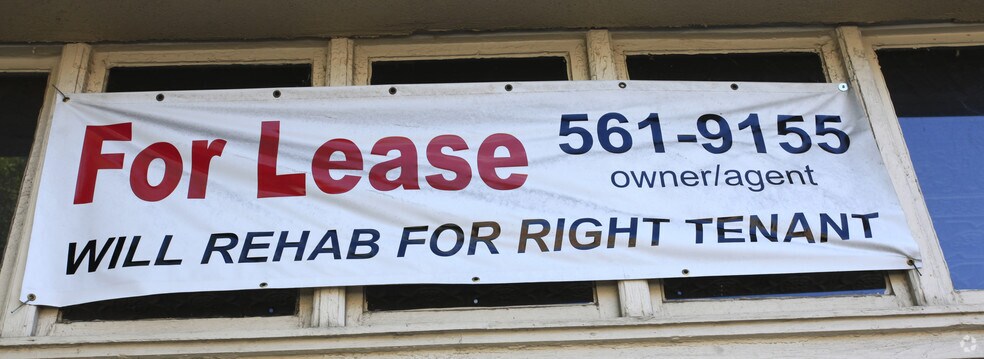 For Lease
561-9155
owner/agent
WILL REHAB FOR RIGHT TENANT